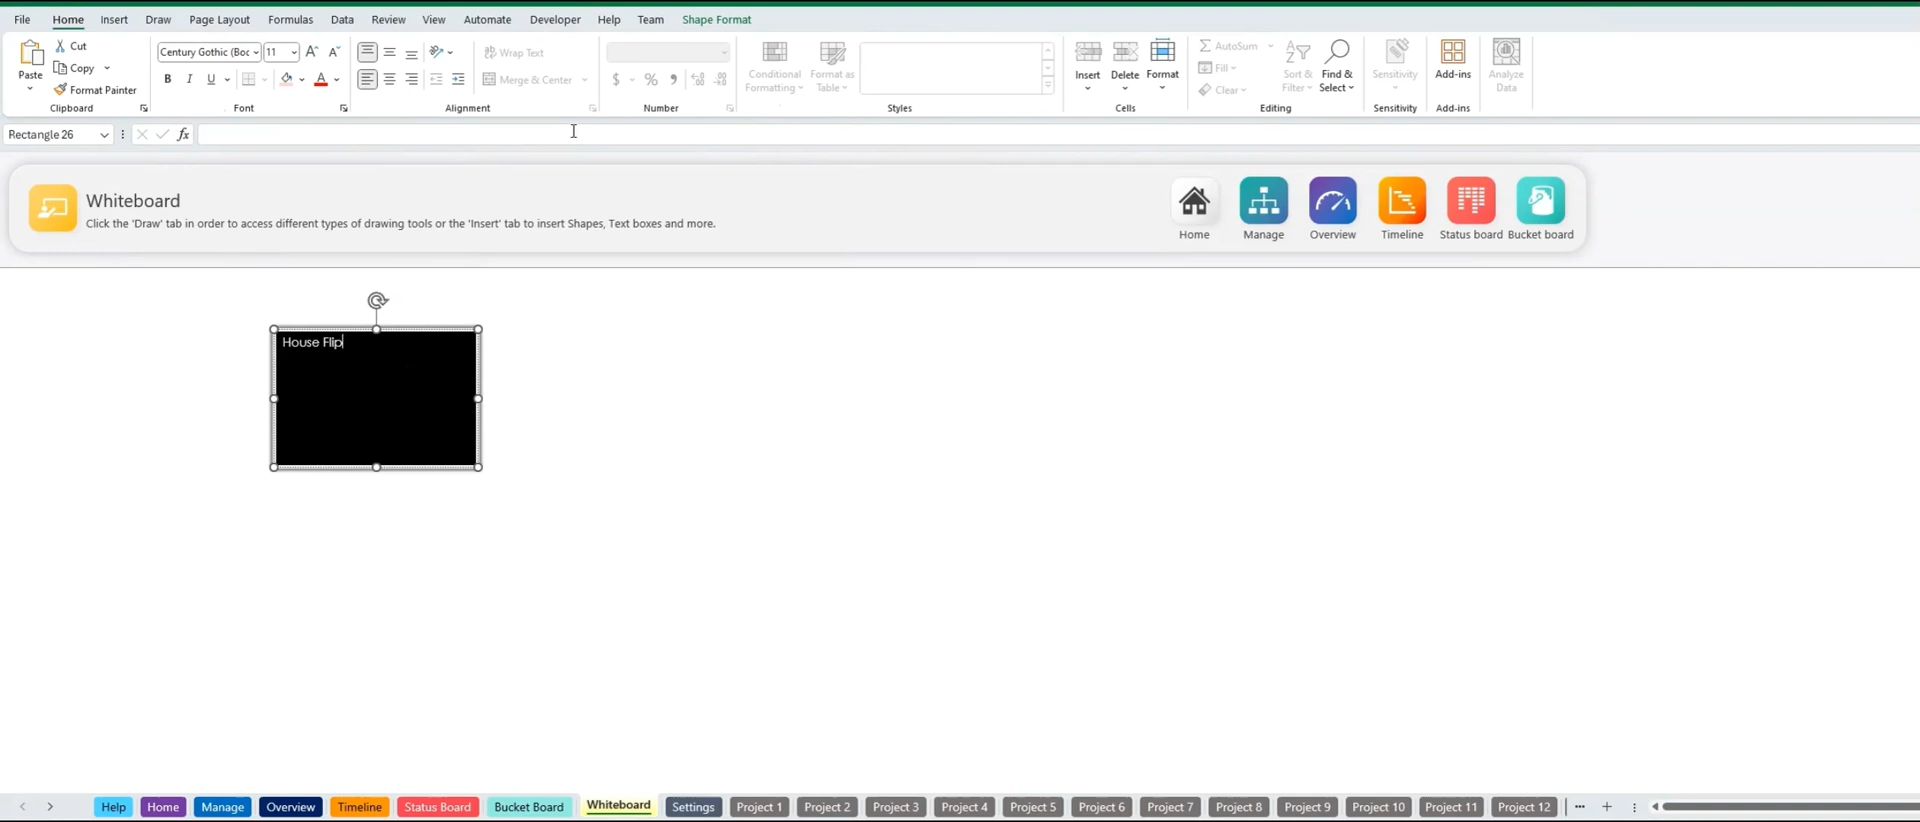 File Home Insert Draw Page Layout Formulas Data Review View Automate Developer Help Team Shape Format
Paste
Cut
Copy
Format Painter
Clipboard
Century Gothic (Boc 11 A^ Aˇ
B I U A
Font
ab
Wrap Text
Merge & Center
Alignment
$ % 9
Number
Conditional Formatting
Format as Table
Styles
Insert Delete Format
Cells
AutoSum
Fill
Clear
Sort & Filter
Find & Select
Editing
Sensitivity
Sensitivity
Add-ins
Add-ins
Analyze Data
Rectangle 26 fx
Whiteboard
Click the 'Draw' tab in order to access different types of drawing tools or the 'Insert' tab to insert Shapes, Text boxes and more.
Home Manage Overview Timeline Status board Bucket board
House Flip
Help Home Manage Overview Timeline Status Board Bucket Board Whiteboard Settings Project 1 Project 2 Project 3 Project 4 Project 5 Project 6 Project 7 Project 8 Project 9 Project 10 Project 11 Project 12